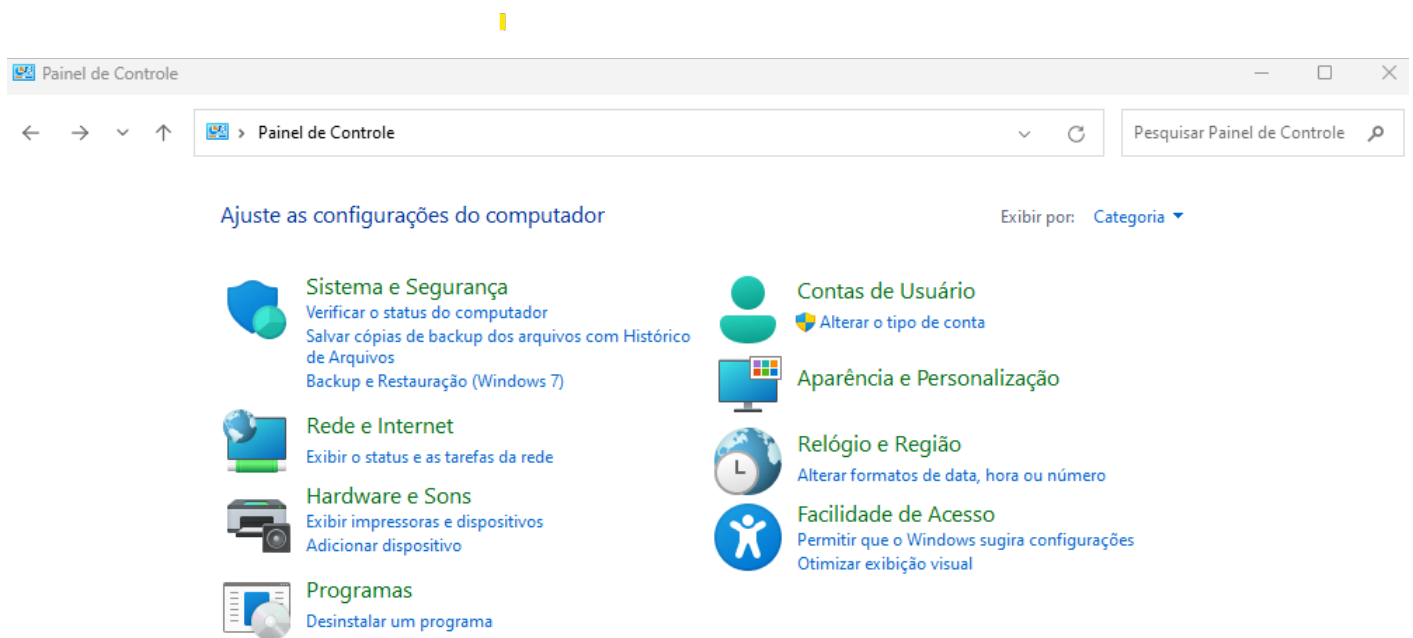 Painel de Controle
Painel de Controle
Pesquisar Painel de Controle
Ajuste as configurações do computador
Exibir por: Categoria
Sistema e Segurança
Verificar o status do computador
Salvar cópias de backup dos arquivos com Histórico
de Arquivos
Backup e Restauração (Windows 7)
Rede e Internet
Exibir o status e as tarefas da rede
Hardware e Sons
Exibir impressoras e dispositivos
Adicionar dispositivo
Programas
Desinstalar um programa
Contas de Usuário
Alterar o tipo de conta
Aparência e Personalização
Relógio e Região
Alterar formatos de data, hora ou número
Facilidade de Acesso
Permitir que o Windows sugira configurações
Otimizar exibição visual